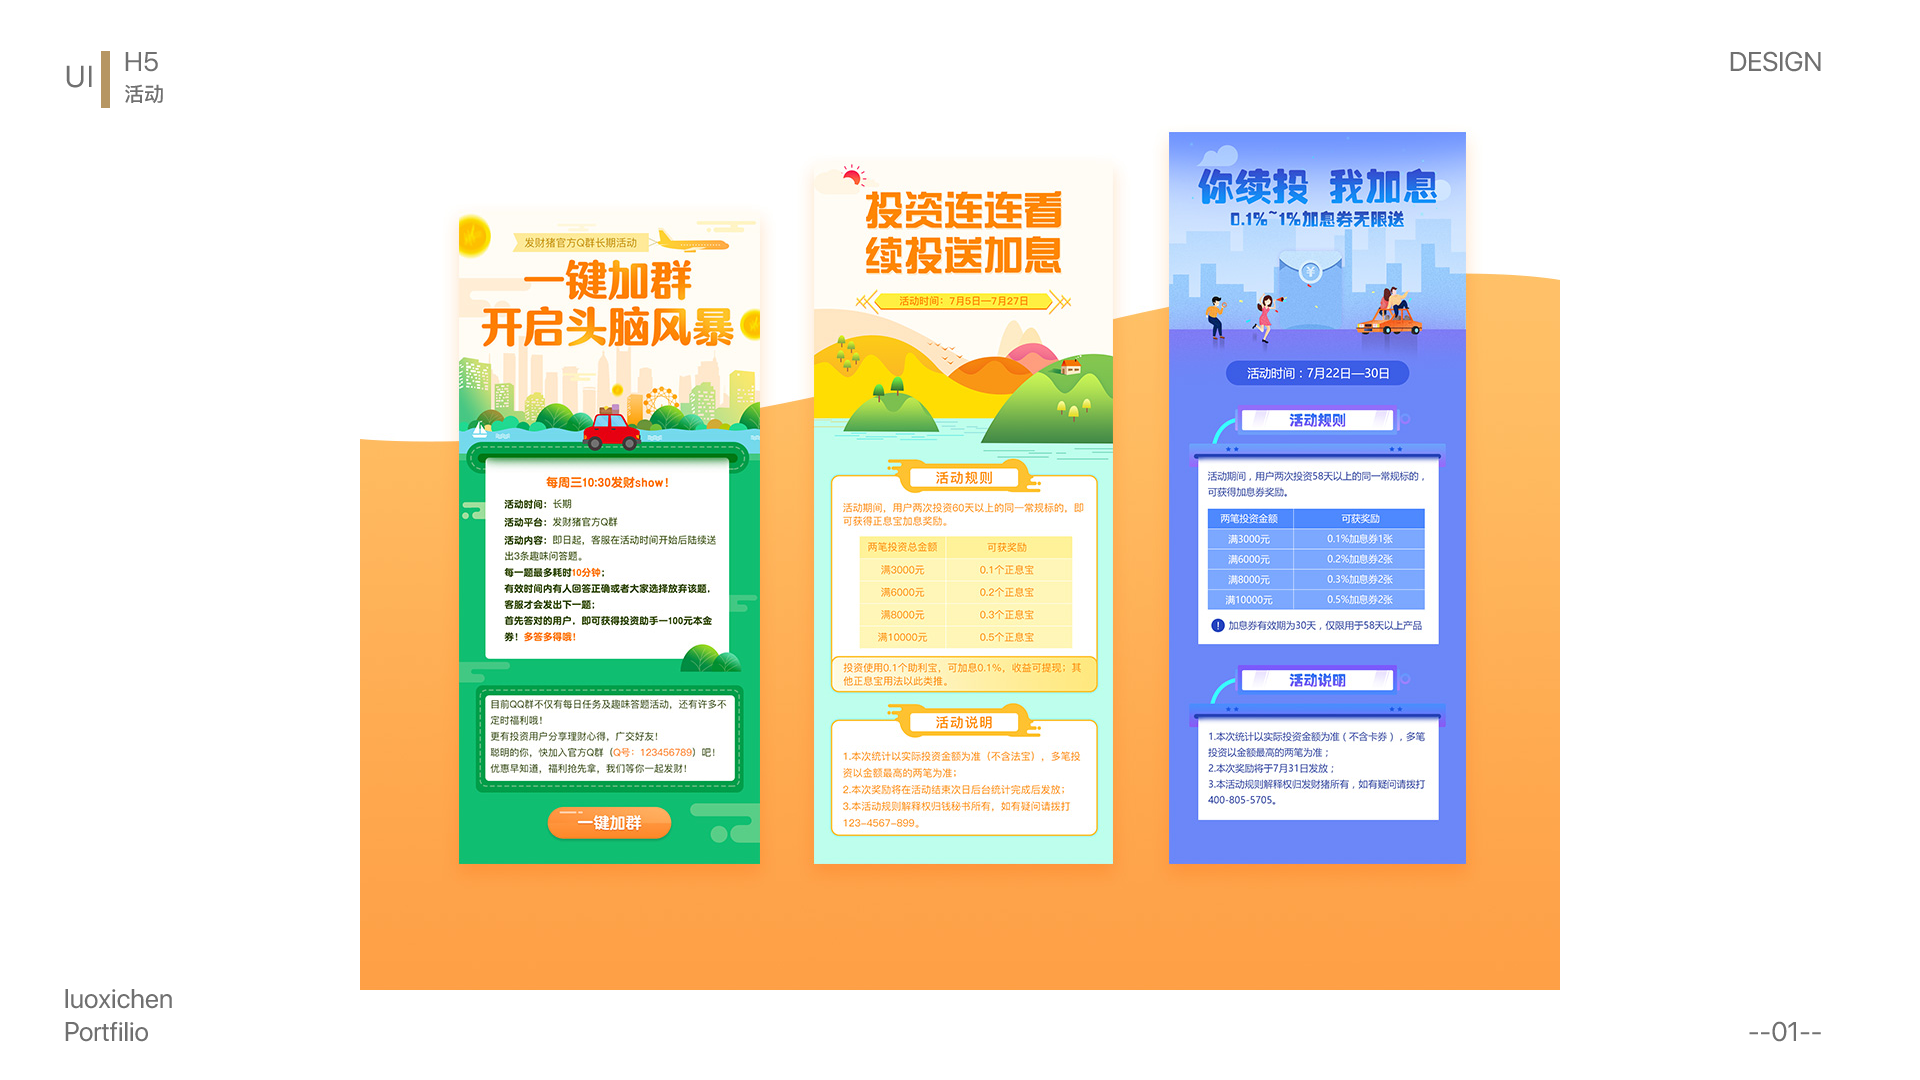 UI
H5
活动
DESIGN
发财猪官方Q群长期活动
一键加群
开启头脑风暴
每周三10:30发财show！
活动时间：长期
活动平台：发财猪官方Q群
活动内容：即日起，客服在活动时间开始后陆续送
出3条趣味问答题。
每一题最多耗时10分钟；
有效时间内有人回答正确或者大家选择放弃该题，
客服才会发出下一题；
首先答对的用户，即可获得投资助手一100元本金
券！多答多得哦！
目前QQ群不仅有每日任务及趣味答题活动，还有许多不
定时福利哦！
更有投资用户分享理财心得，广交好友！
聪明的你，快加入官方Q群（Q号：123456789）吧！
优惠早知道，福利抢先拿，我们等你一起发财！
一键加群
投资连连看
续投送加息
活动时间：7月5日—7月27日
活动规则
活动期间，用户两次投资60天以上的同一常规标的，即
可获得正息宝加息奖励。
两笔投资总金额 可获奖励
满3000元 0.1个正息宝
满6000元 0.2个正息宝
满8000元 0.3个正息宝
满10000元 0.5个正息宝
投资使用0.1个助利宝，可加息0.1%，收益可提现；其
他正息宝用法以此类推。
活动说明
1.本次统计以实际投资金额为准（不含法宝），多笔投
资以金额最高的两笔为准；
2.本次奖励将在活动结束次日后台统计完成后发放；
3.本活动规则解释权归钱秘书所有，如有疑问请拨打
123-4567-899。
你续投 我加息
0.1%~1%加息券无限送
¥
活动时间：7月22日—30日
活动规则
活动期间，用户两次投资58天以上的同一常规标的，
可获得加息券奖励。
两笔投资金额 可获奖励
满3000元 0.1%加息券1张
满6000元 0.2%加息券2张
满8000元 0.3%加息券2张
满10000元 0.5%加息券2张
! 加息券有效期为30天，仅限用于58天以上产品
活动说明
1.本次统计以实际投资金额为准（不含卡券），多笔
投资以金额最高的两笔为准；
2.本次奖励将于7月31日发放；
3.本活动规则解释权归发财猪所有，如有疑问请拨打
400-805-5705。
luoxichen
Portfilio
--01--